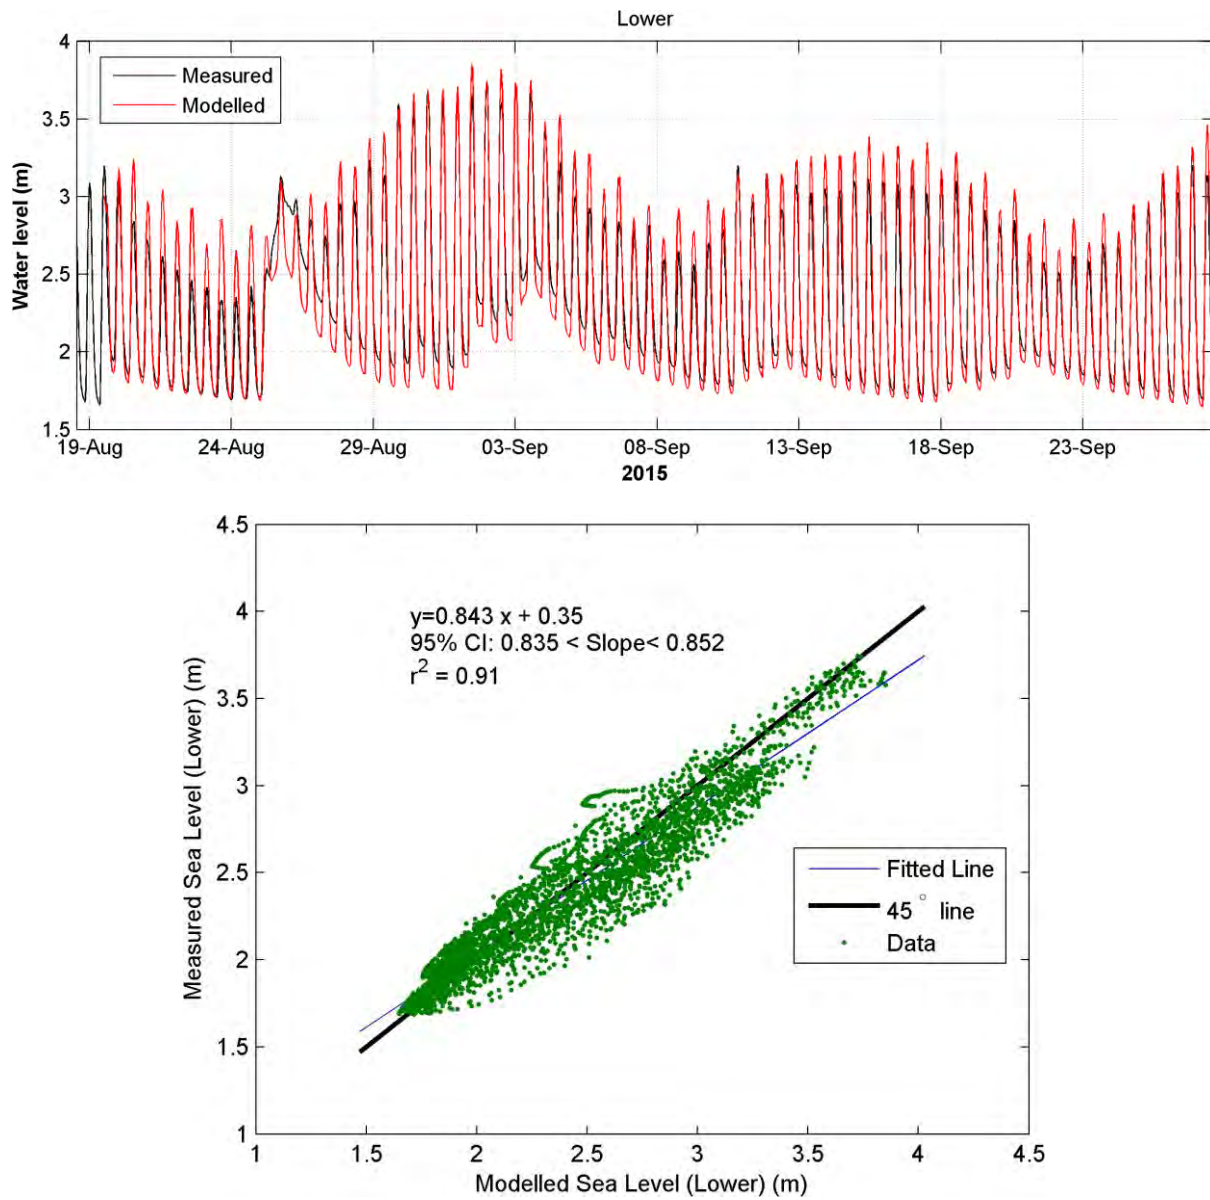 Lower
4
3.5
3
2.5
2
1.5
Water level (m)
Measured
Modelled
19-Aug 24-Aug 29-Aug 03-Sep 08-Sep 13-Sep 18-Sep 23-Sep
2015
4.5
4
3.5
3
2.5
2
1.5
1
Measured Sea Level (Lower) (m)
y=0.843 x + 0.35
95% CI: 0.835 < Slope< 0.852
r² = 0.91
Fitted Line
45° line
Data
1 1.5 2 2.5 3 3.5 4 4.5
Modelled Sea Level (Lower) (m)